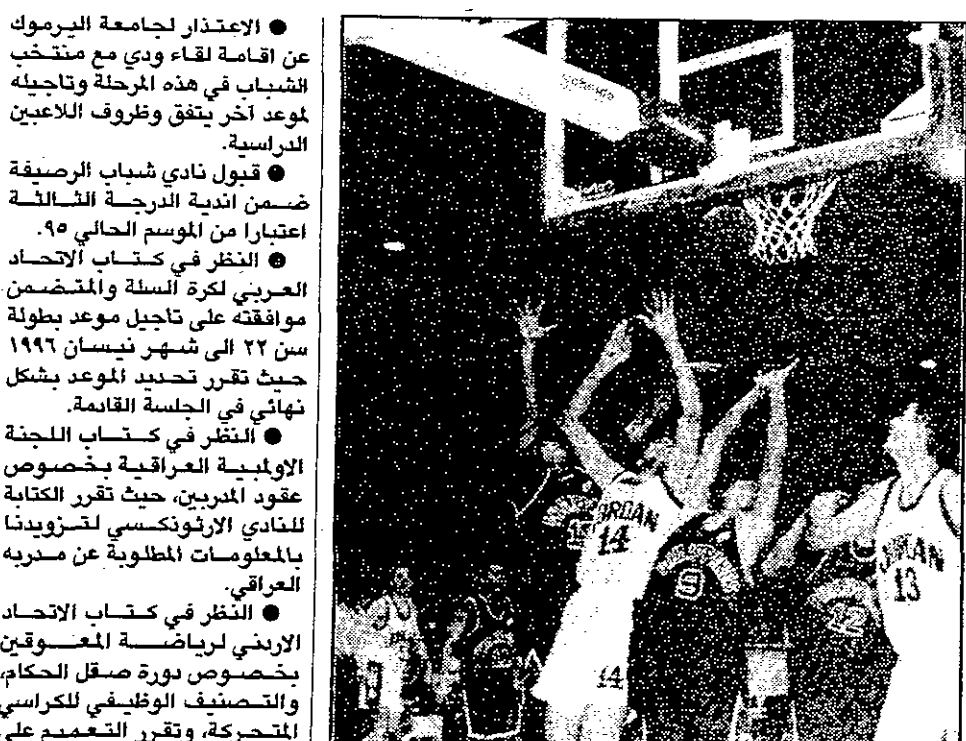 ● الاعتذار لجامعة اليرموك
عن اقامة لقاء ودي مع منتخب
الشباب في هذه المرحلة وتاجيله
لموعد آخر يتفق وظروف اللاعبين
الدراسية.
● قبول نادي شباب الرصيفة
ضمن اندية الدرجة الثالثة
اعتبارا من الموسم الحالي ٩٥.
● النظر في كتاب الاتحاد
العربي لكرة السلة والمتضمن
موافقته على تأجيل موعد بطولة
سن ٢٢ الى شهر نيسان ١٩٩٦
حيث تقرر تحديد الموعد بشكل
نهائي في الجلسة القادمة.
● النظر في كتاب اللجنة
الاولمبية العراقية بخصوص
عقود المدربين، حيث تقرر الكتابة
للنادي الارثوذكسي لتزويدنا
بالمعلومات المطلوبة عن مدربه
العراقي.
● النظر في كتاب الاتحاد
الاردني لرياضة المعوقين
بخصوص دورة صقل الحكام،
والتصنيف الوظيفي للكراسي
المتحركة، وتقرر التعميم على
JORDAN
14
14
9
12
JORDAN
13